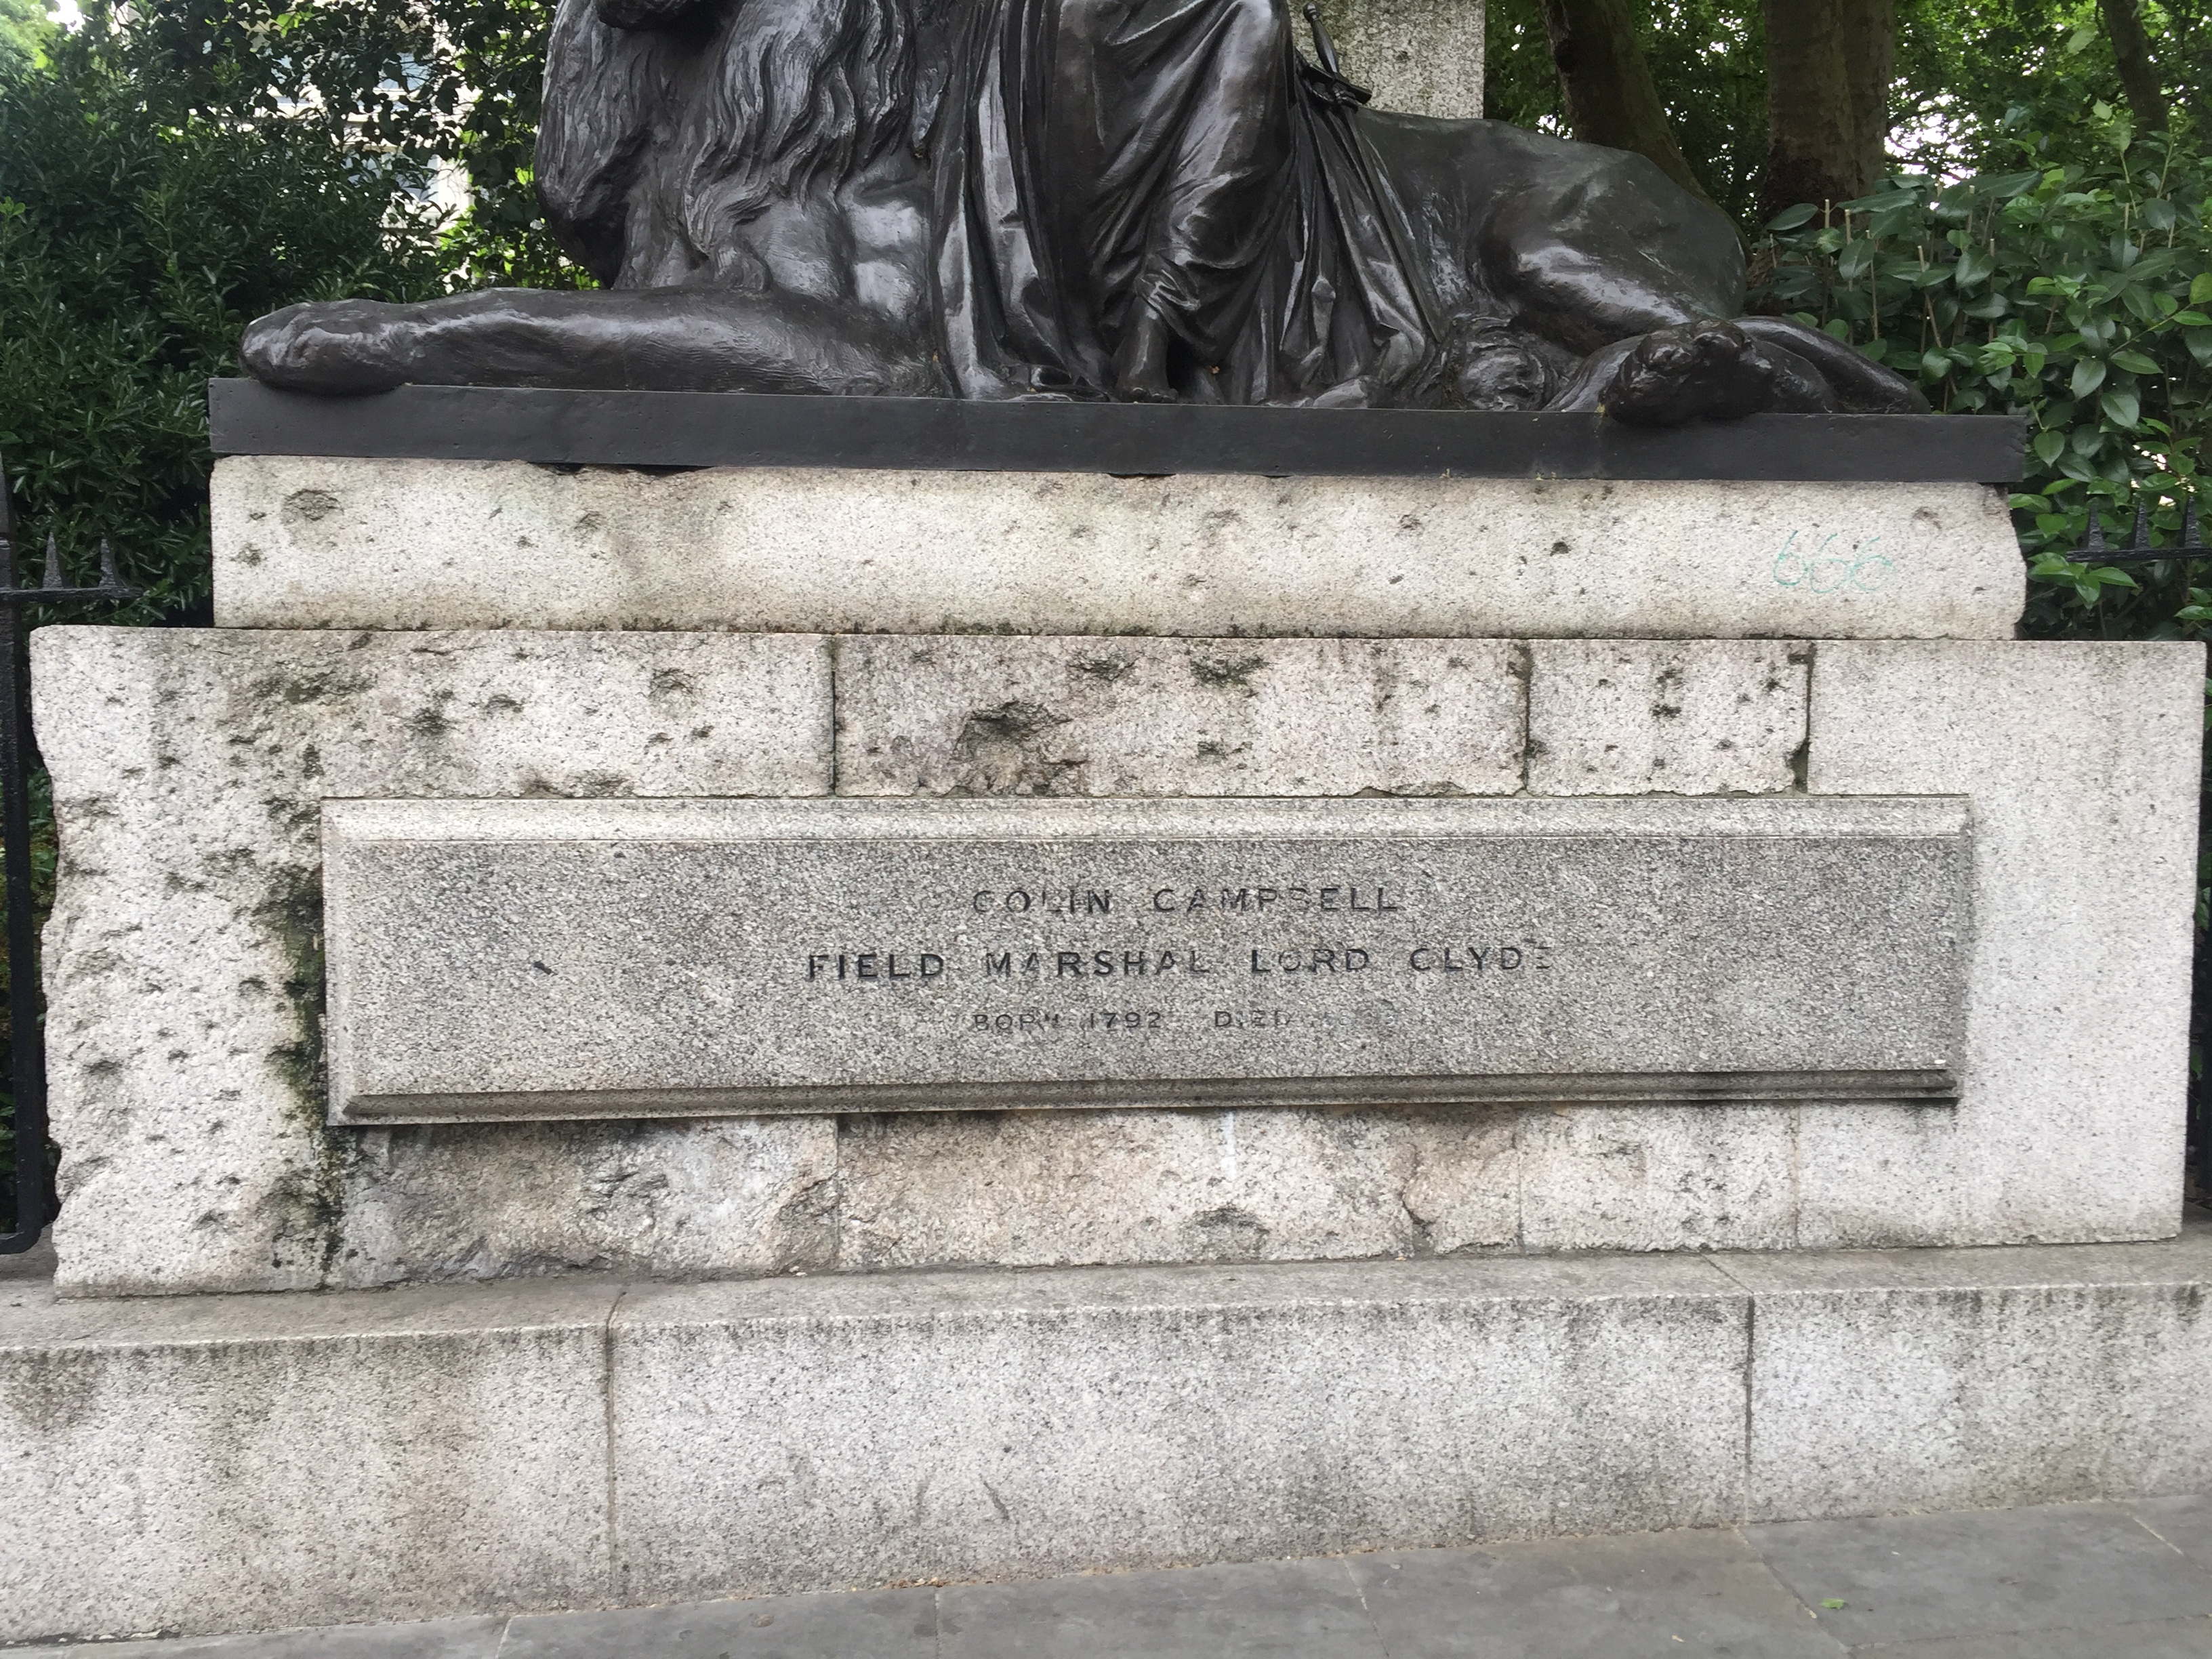 666
COLIN CAMPBELL
FIELD MARSHAL LORD CLYDE
BORN 1792 DIED